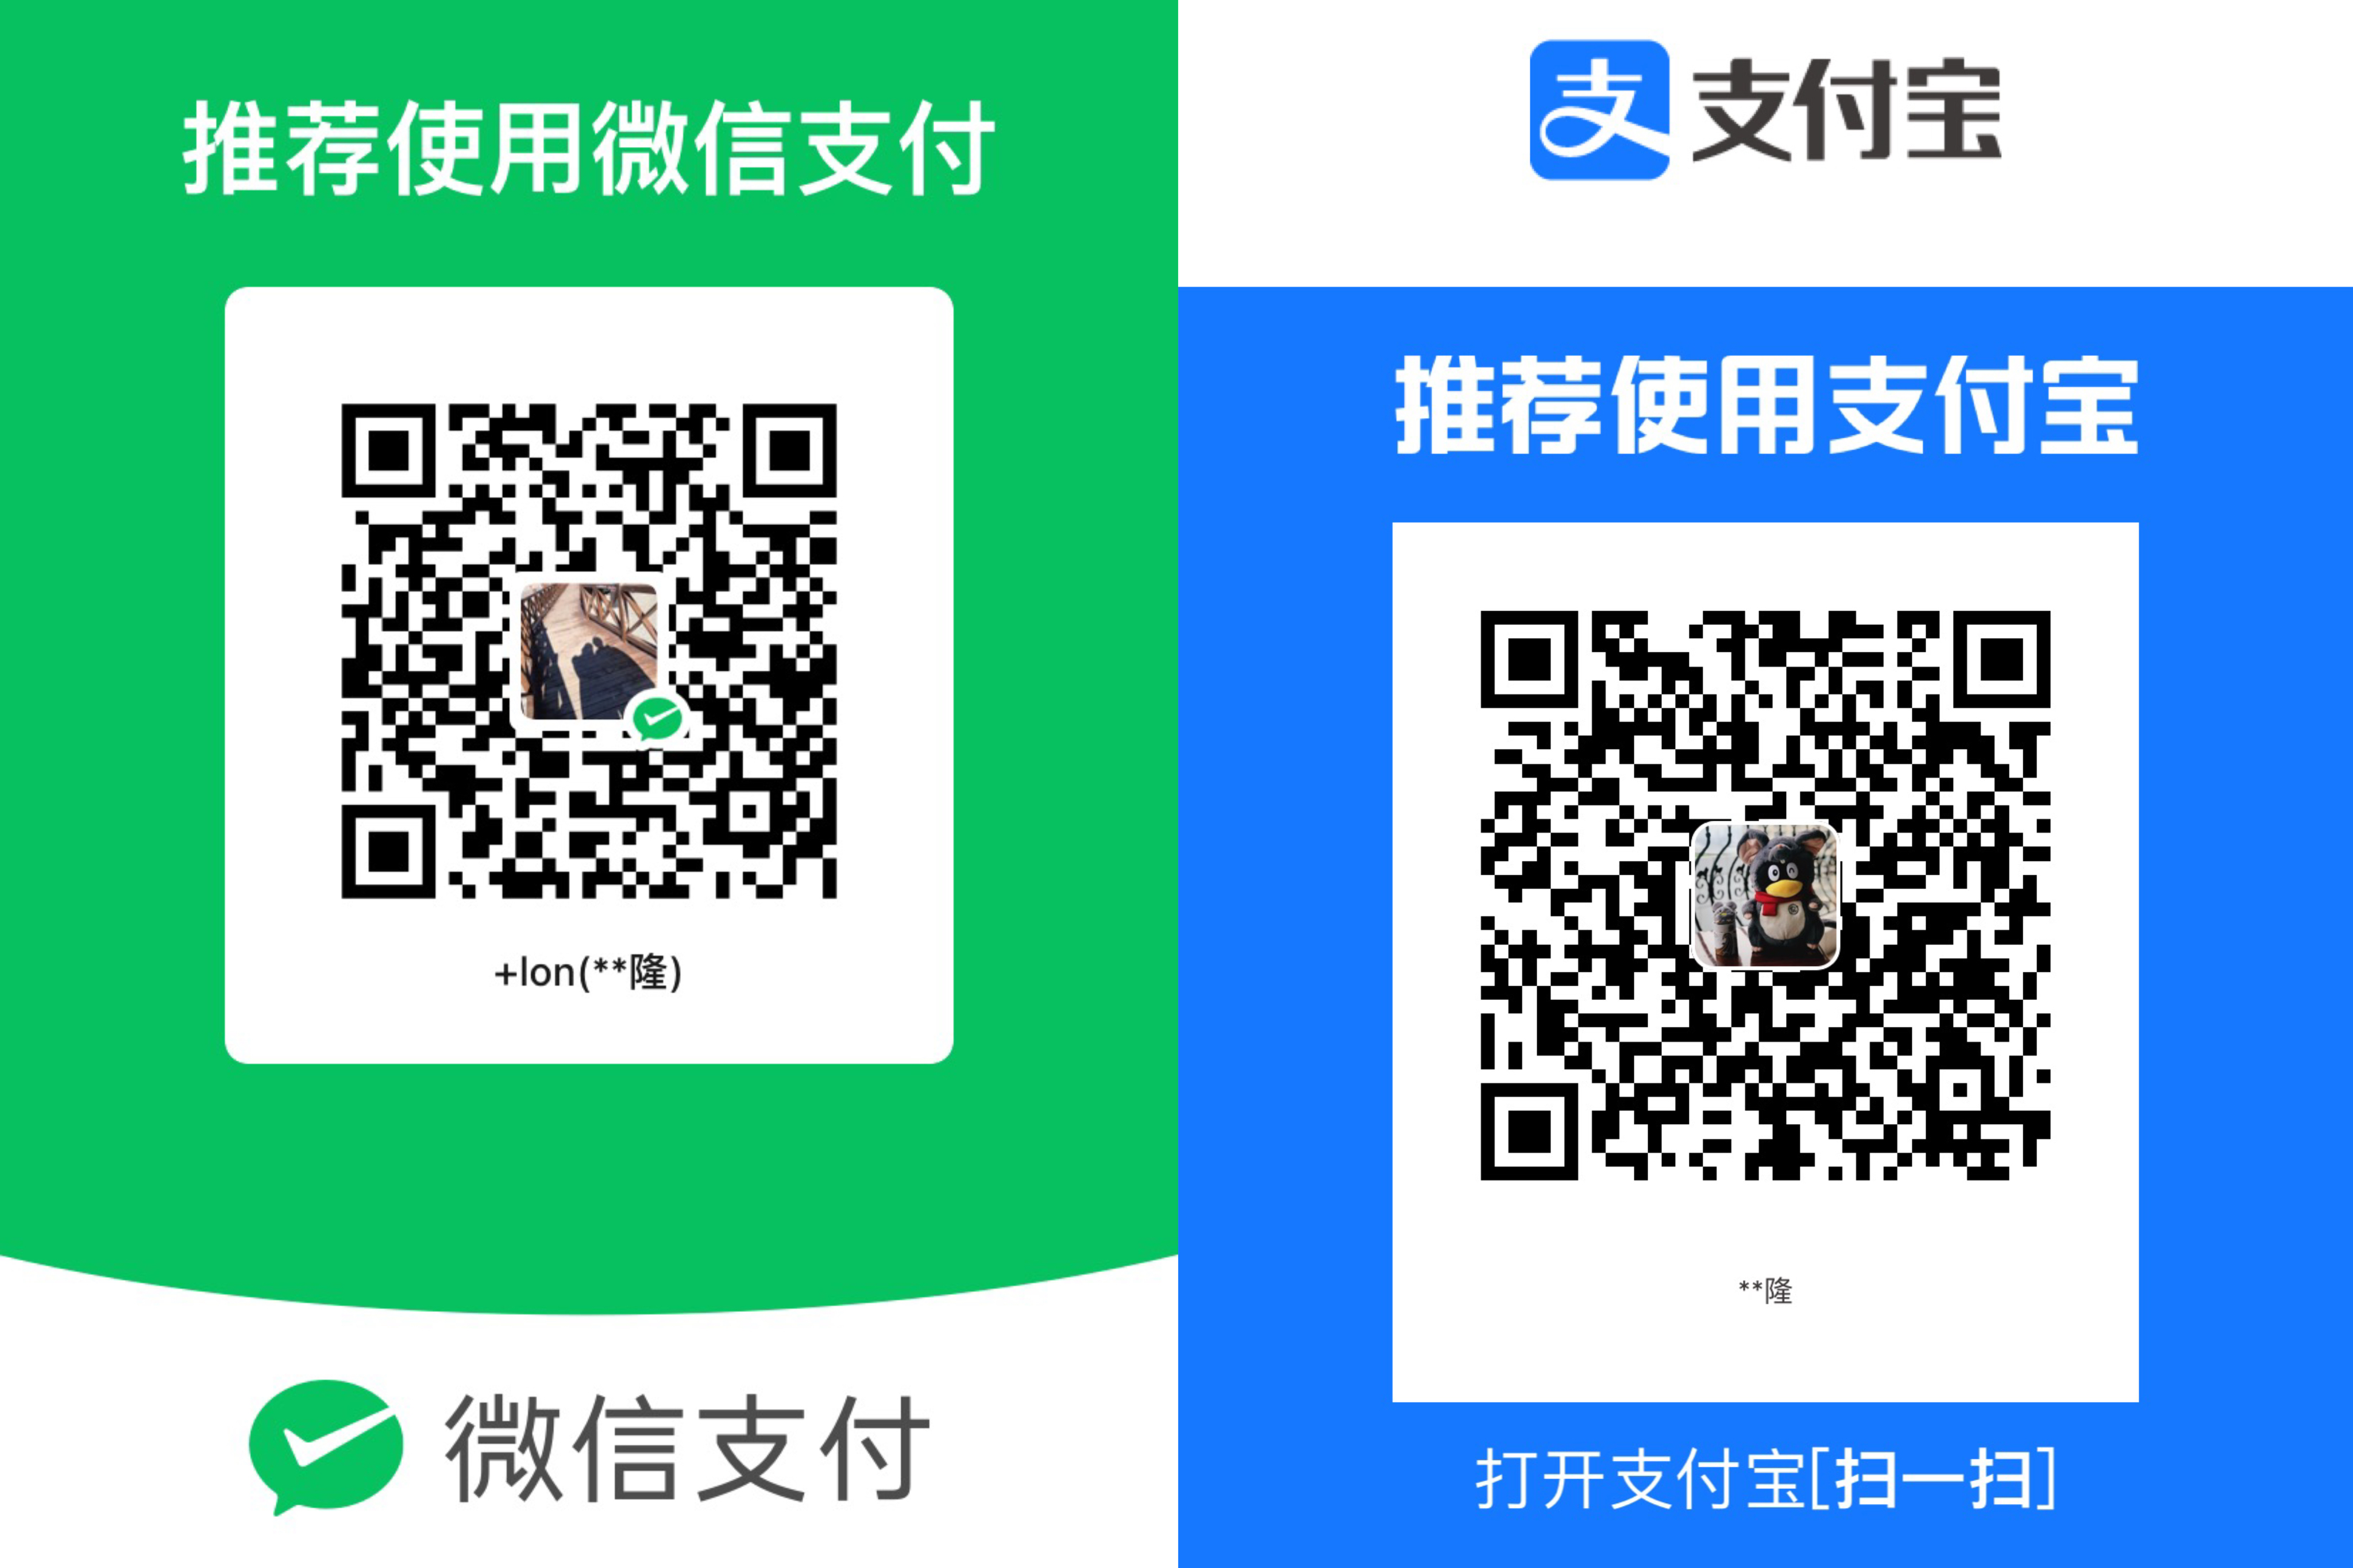 推荐使用微信支付
+lon(**隆)
微信支付
支 支付宝
推荐使用支付宝
**隆
打开支付宝[扫一扫]